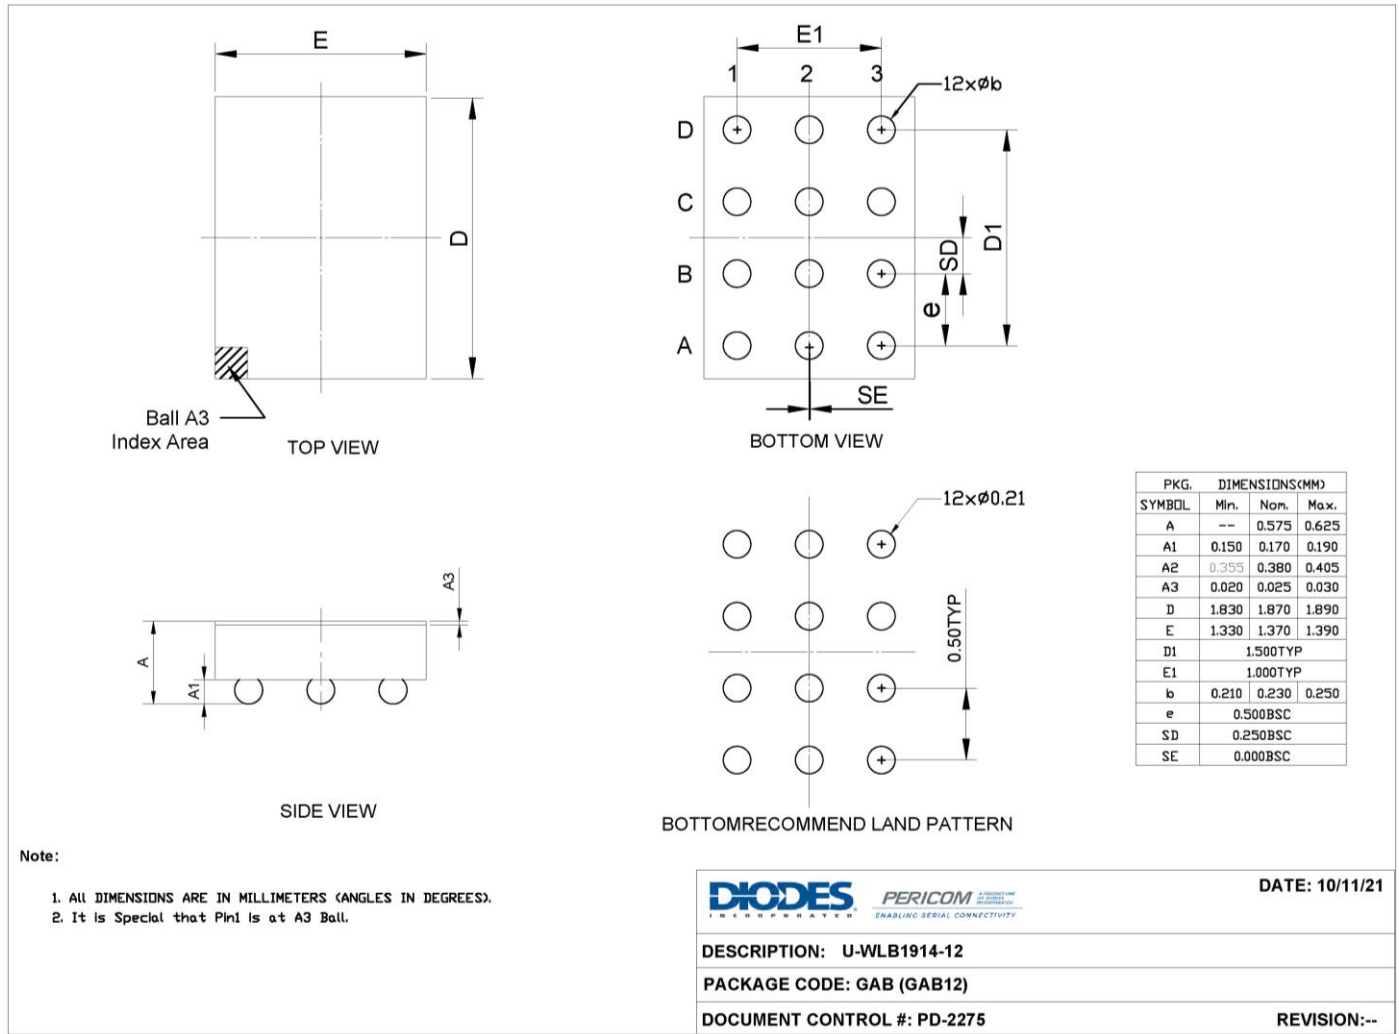 E
D
Ball A3
Index Area
TOP VIEW
E1
1 2 3
12xØb
D
C
B
A
SD
D1
e
SE
BOTTOM VIEW
A
A1
A3
SIDE VIEW
12xØ0.21
0.50TYP
BOTTOMRECOMMEND LAND PATTERN
PKG. DIMENSIONS(MM)
SYMBOL Min. Nom. Max.
A -- 0.575 0.625
A1 0.150 0.170 0.190
A2 0.355 0.380 0.405
A3 0.020 0.025 0.030
D 1.830 1.870 1.890
E 1.330 1.370 1.390
D1 1.500TYP
E1 1.000TYP
b 0.210 0.230 0.250
e 0.500BSC
SD 0.250BSC
SE 0.000BSC
Note:
1. All DIMENSIONS ARE IN MILLIMETERS (ANGLES IN DEGREES).
2. It is Special that Pin1 is at A3 Ball.
DIODES
INCORPORATED
PERICOM
A PRODUCT LINE
OF DIODES
INCORPORATED
ENABLING SERIAL CONNECTIVITY
DATE: 10/11/21
DESCRIPTION: U-WLB1914-12
PACKAGE CODE: GAB (GAB12)
DOCUMENT CONTROL #: PD-2275
REVISION:--